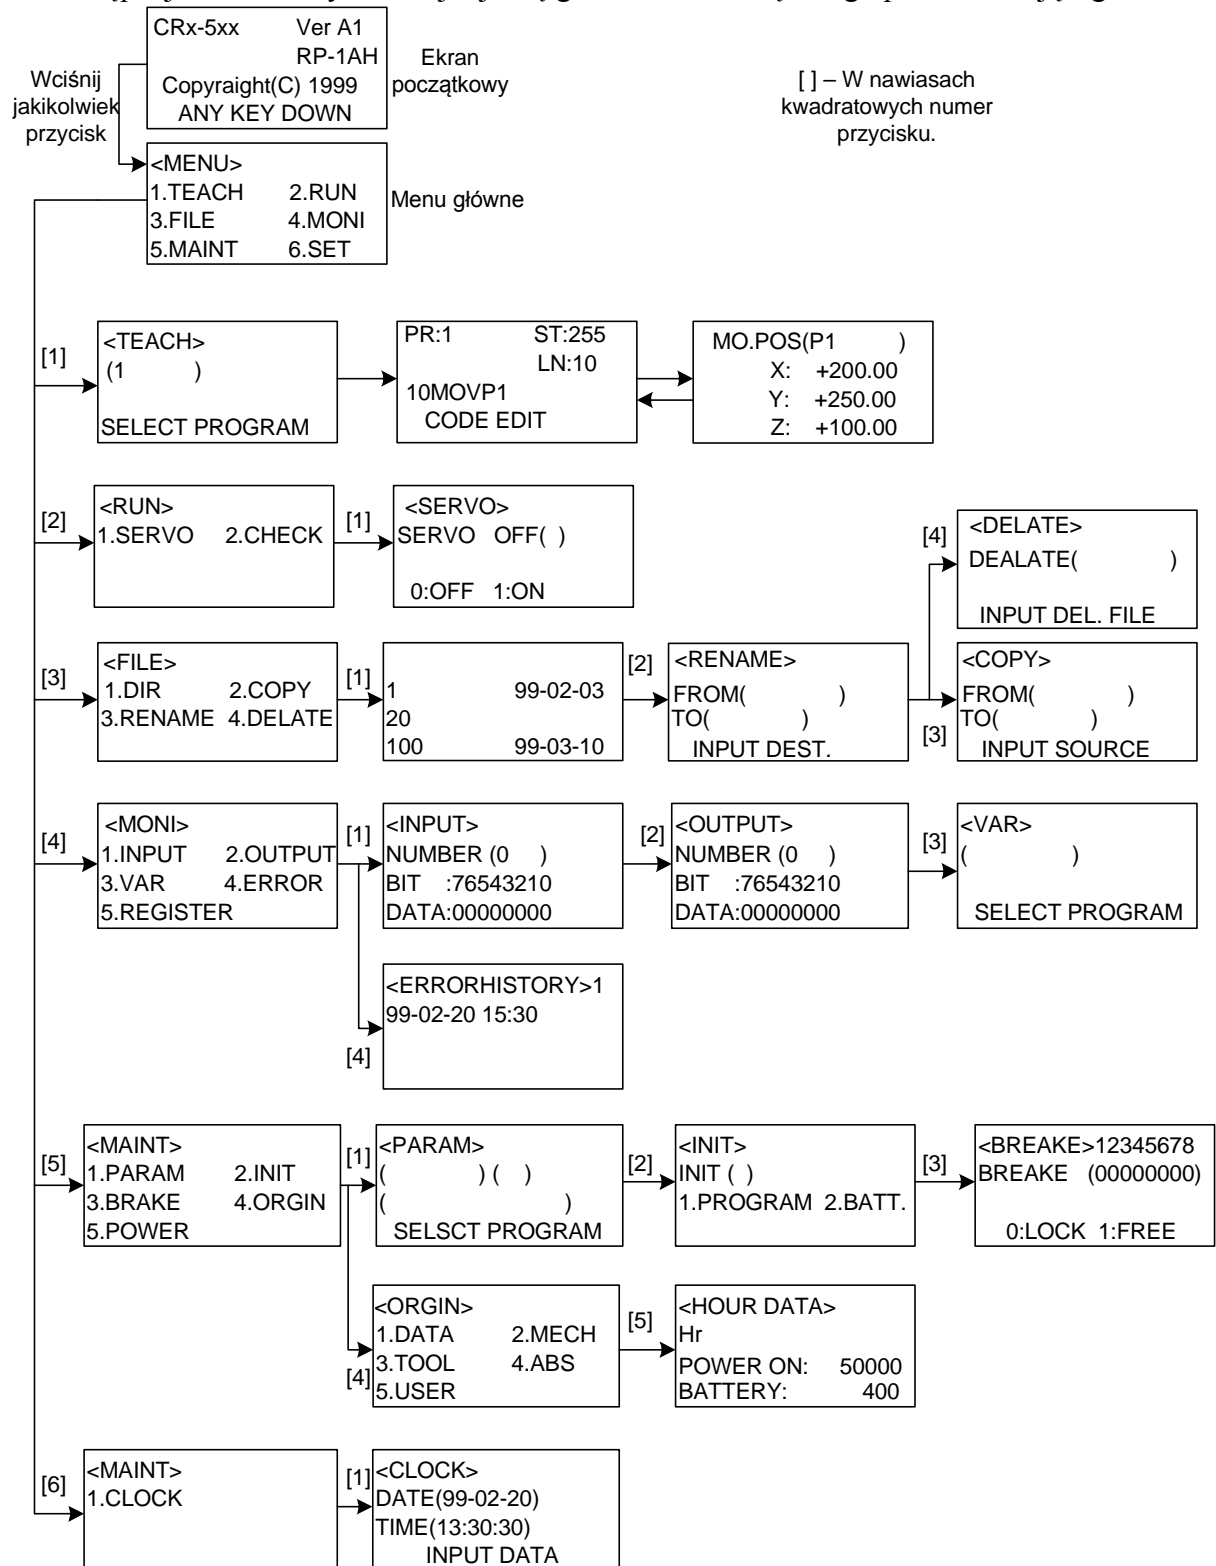 CRx-5xx Ver A1
RP-1AH
Copyraight(C) 1999
ANY KEY DOWN
Ekran
początkowy
Wciśnij
jakikolwiek
przycisk
[ ] – W nawiasach
kwadratowych numer
przycisku.
<MENU>
1.TEACH 2.RUN
3.FILE 4.MONI
5.MAINT 6.SET
Menu główne
[1]
<TEACH>
(1 )
SELECT PROGRAM
PR:1 ST:255
LN:10
10MOVP1
CODE EDIT
MO.POS(P1 )
X: +200.00
Y: +250.00
Z: +100.00
[2]
<RUN>
1.SERVO 2.CHECK
[1]
<SERVO>
SERVO OFF( )
0:OFF 1:ON
[4]
<DELATE>
DEALATE( )
INPUT DEL. FILE
[3]
<FILE>
1.DIR 2.COPY
3.RENAME 4.DELATE
[1]
1 99-02-03
20
100 99-03-10
[2]
<RENAME>
FROM( )
TO( )
INPUT DEST.
[3]
<COPY>
FROM( )
TO( )
INPUT SOURCE
[4]
<MONI>
1.INPUT 2.OUTPUT
3.VAR 4.ERROR
5.REGISTER
[1]
<INPUT>
NUMBER (0 )
BIT :76543210
DATA:00000000
[2]
<OUTPUT>
NUMBER (0 )
BIT :76543210
DATA:00000000
[3]
<VAR>
( )
SELECT PROGRAM
[4]
<ERRORHISTORY>1
99-02-20 15:30
[5]
<MAINT>
1.PARAM 2.INIT
3.BRAKE 4.ORGIN
5.POWER
[1]
<PARAM>
( ) ( )
( )
SELSCT PROGRAM
[2]
<INIT>
INIT ( )
1.PROGRAM 2.BATT.
[3]
<BREAKE>12345678
BREAKE (00000000)
0:LOCK 1:FREE
[4]
<ORGIN>
1.DATA 2.MECH
3.TOOL 4.ABS
5.USER
[5]
<HOUR DATA>
Hr
POWER ON: 50000
BATTERY: 400
[6]
<MAINT>
1.CLOCK
[1]
<CLOCK>
DATE(99-02-20)
TIME(13:30:30)
INPUT DATA